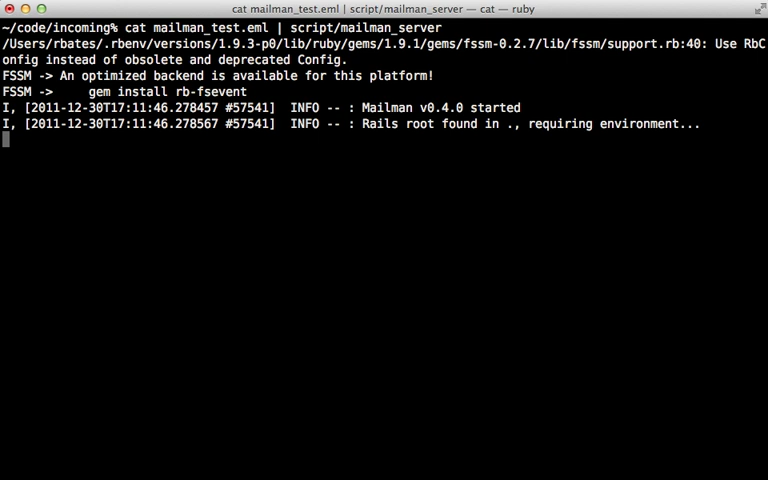 cat mailman_test.eml | script/mailman_server — cat — ruby
~/code/incoming% cat mailman_test.eml | script/mailman_server
/Users/rbates/.rbenv/versions/1.9.3-p0/lib/ruby/gems/1.9.1/gems/fssm-0.2.7/lib/fssm/support.rb:40: Use RbC
onfig instead of obsolete and deprecated Config.
FSSM -> An optimized backend is available for this platform!
FSSM ->     gem install rb-fsevent
I, [2011-12-30T17:11:46.278457 #57541]  INFO -- : Mailman v0.4.0 started
I, [2011-12-30T17:11:46.278567 #57541]  INFO -- : Rails root found in ., requiring environment...